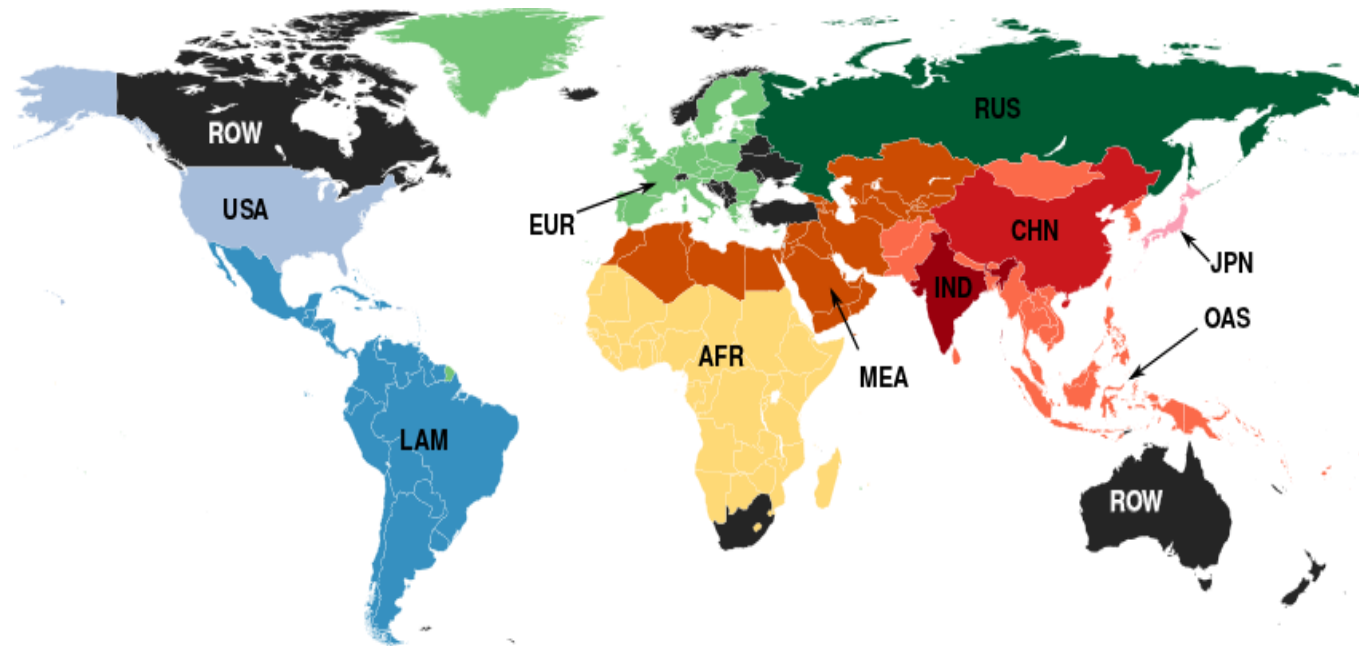 RUS
ROW
USA
EUR
CHN
JPN
IND
OAS
AFR
MEA
LAM
ROW